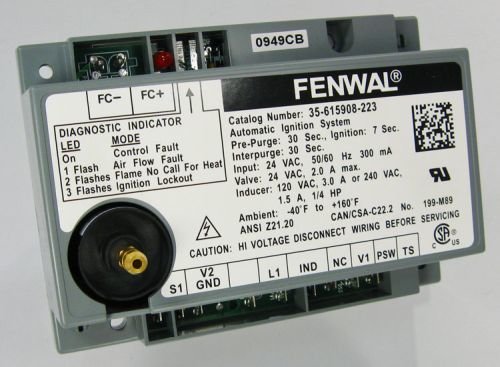 0949CB
FENWAL®
FC- FC+
DIAGNOSTIC INDICATOR
LED MODE
On Control Fault
1 Flash Air Flow Fault
2 Flashes Flame No Call For Heat
3 Flashes Ignition Lockout
Catalog Number: 35-615908-223
Automatic Ignition System
Pre-Purge: 30 Sec., Ignition: 7 Sec.
Interpurge: 30 Sec.
Input: 24 VAC, 50/60 Hz 300 mA
Valve: 24 VAC, 2.0 A max.
Inducer: 120 VAC, 3.0 A or 240 VAC,
1.5 A, 1/4 HP
Ambient: -40°F to +160°F
ANSI Z21.20 CAN/CSA-C22.2 No. 199-M89
CAUTION: HI VOLTAGE DISCONNECT WIRING BEFORE SERVICING
C SA US
S1 V2 GND L1 IND NC V1 PSW TS